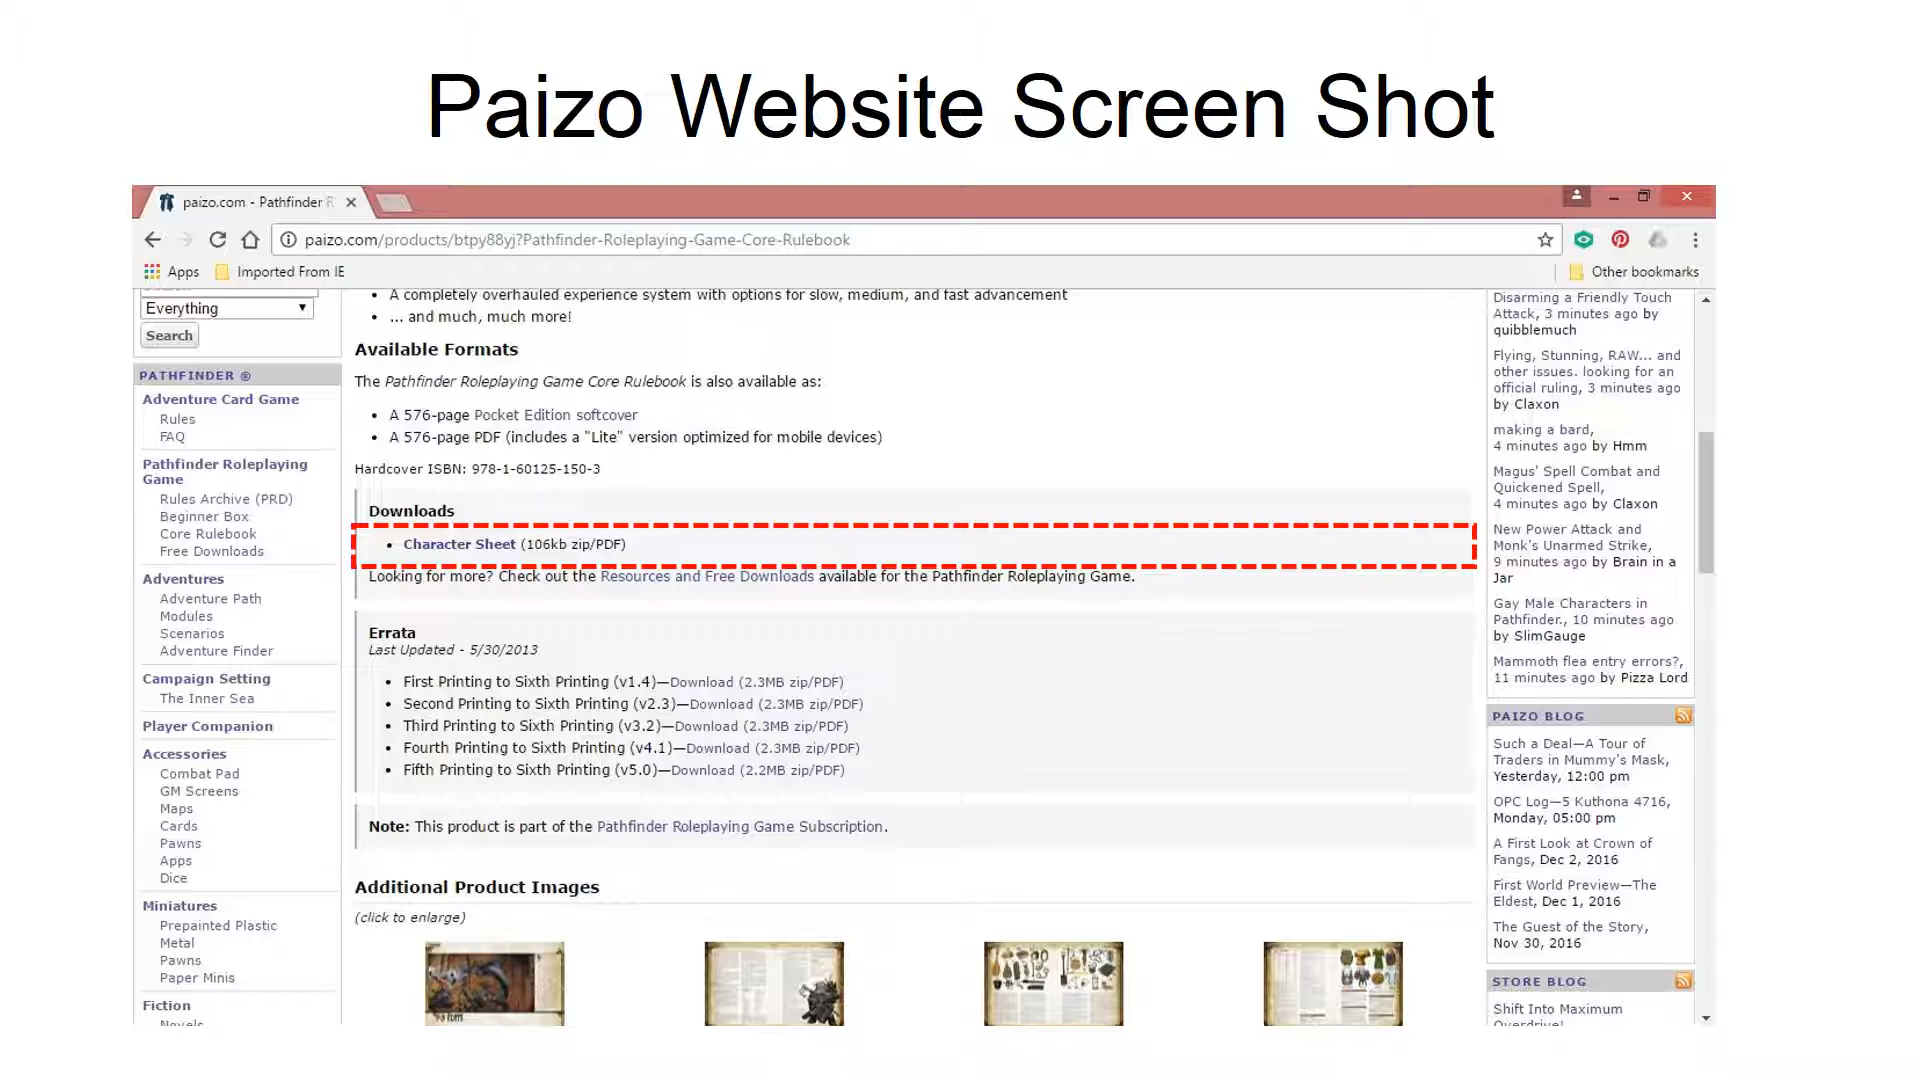 Paizo Website Screen Shot
paizo.com - Pathfinder R
paizo.com/products/btpy88yj?Pathfinder-Roleplaying-Game-Core-Rulebook
Apps
Imported From IE
Other bookmarks
Everything
Search
PATHFINDER ®
Adventure Card Game
Rules
FAQ
Pathfinder Roleplaying
Game
Rules Archive (PRD)
Beginner Box
Core Rulebook
Free Downloads
Adventures
Adventure Path
Modules
Scenarios
Adventure Finder
Campaign Setting
The Inner Sea
Player Companion
Accessories
Combat Pad
GM Screens
Maps
Cards
Pawns
Apps
Dice
Miniatures
Prepainted Plastic
Metal
Pawns
Paper Minis
Fiction
Novels
• A completely overhauled experience system with options for slow, medium, and fast advancement
• ... and much, much more!
Available Formats
The Pathfinder Roleplaying Game Core Rulebook is also available as:
• A 576-page Pocket Edition softcover
• A 576-page PDF (includes a "Lite" version optimized for mobile devices)
Hardcover ISBN: 978-1-60125-150-3
Downloads
• Character Sheet (106kb zip/PDF)
Looking for more? Check out the Resources and Free Downloads available for the Pathfinder Roleplaying Game.
Errata
Last Updated - 5/30/2013
• First Printing to Sixth Printing (v1.4)—Download (2.3MB zip/PDF)
• Second Printing to Sixth Printing (v2.3)—Download (2.3MB zip/PDF)
• Third Printing to Sixth Printing (v3.2)—Download (2.3MB zip/PDF)
• Fourth Printing to Sixth Printing (v4.1)—Download (2.3MB zip/PDF)
• Fifth Printing to Sixth Printing (v5.0)—Download (2.2MB zip/PDF)
Note: This product is part of the Pathfinder Roleplaying Game Subscription.
Additional Product Images
(click to enlarge)
Disarming a Friendly Touch
Attack, 3 minutes ago by
quibblemuch
Flying, Stunning, RAW... and
other issues. looking for an
official ruling, 3 minutes ago
by Claxon
making a bard,
4 minutes ago by Hmm
Magus' Spell Combat and
Quickened Spell,
4 minutes ago by Claxon
New Power Attack and
Monk's Unarmed Strike,
9 minutes ago by Brain in a
Jar
Gay Male Characters in
Pathfinder., 10 minutes ago
by SlimGauge
Mammoth flea entry errors?,
11 minutes ago by Pizza Lord
PAIZO BLOG
Such a Deal—A Tour of
Traders in Mummy's Mask,
Yesterday, 12:00 pm
OPC Log—5 Kuthona 4716,
Monday, 05:00 pm
A First Look at Crown of
Fangs, Dec 2, 2016
First World Preview—The
Eldest, Dec 1, 2016
The Guest of the Story,
Nov 30, 2016
STORE BLOG
Shift Into Maximum
Overdrive!